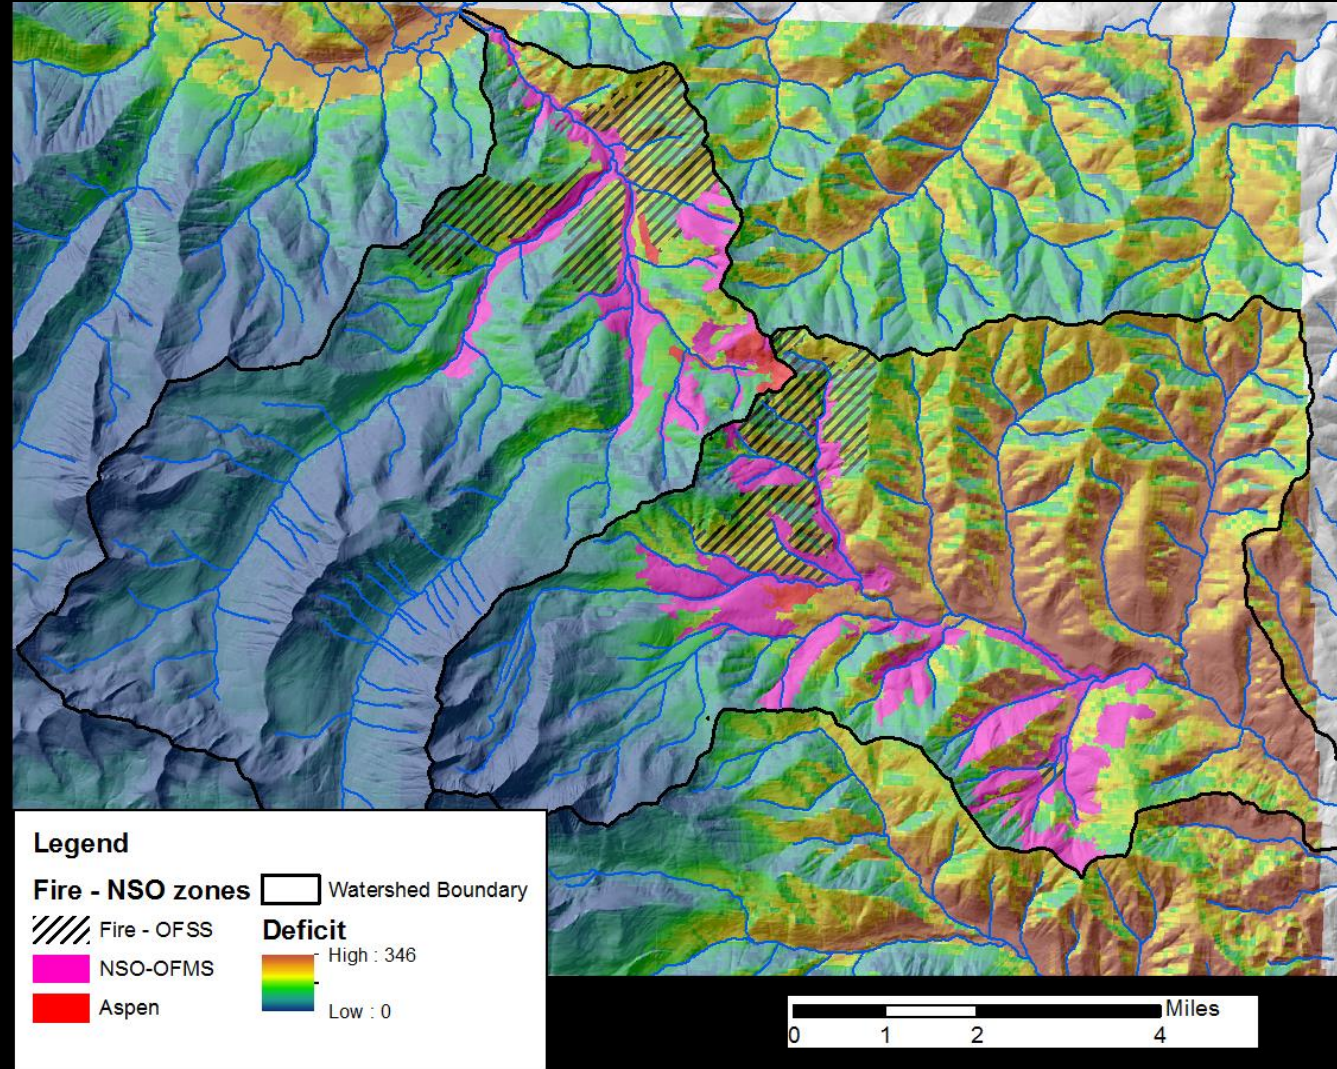 Legend
Fire - NSO zones
Watershed Boundary
Fire - OFSS
NSO-OFMS
Aspen
Deficit
High : 346
Low : 0
Miles
0 1 2 4